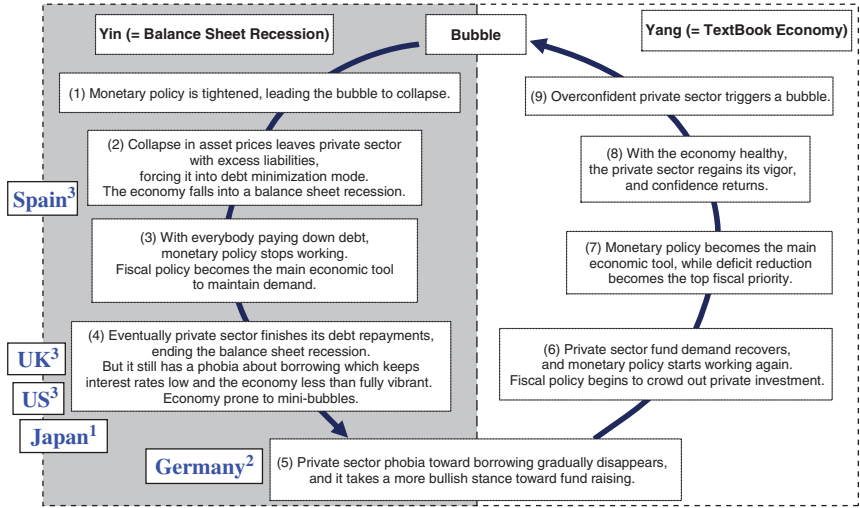 Yin (= Balance Sheet Recession)
Bubble
Yang (= TextBook Economy)
(1) Monetary policy is tightened, leading the bubble to collapse.
(2) Collapse in asset prices leaves private sector
with excess liabilities,
forcing it into debt minimization mode.
The economy falls into a balance sheet recession.
Spain³
(3) With everybody paying down debt,
monetary policy stops working.
Fiscal policy becomes the main economic tool
to maintain demand.
(4) Eventually private sector finishes its debt repayments,
ending the balance sheet recession.
But it still has a phobia about borrowing which keeps
interest rates low and the economy less than fully vibrant.
Economy prone to mini-bubbles.
UK³
US³
Japan¹
Germany²
(5) Private sector phobia toward borrowing gradually disappears,
and it takes a more bullish stance toward fund raising.
(6) Private sector fund demand recovers,
and monetary policy starts working again.
Fiscal policy begins to crowd out private investment.
(7) Monetary policy becomes the main
economic tool, while deficit reduction
becomes the top fiscal priority.
(8) With the economy healthy,
the private sector regains its vigor,
and confidence returns.
(9) Overconfident private sector triggers a bubble.